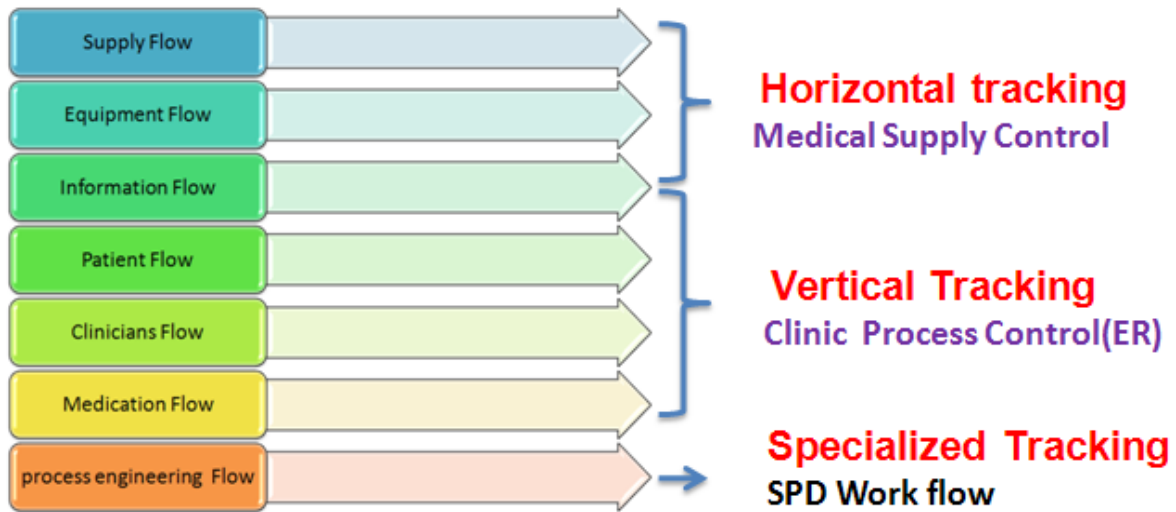 Supply Flow
Equipment Flow
Information Flow
Patient Flow
Clinicians Flow
Medication Flow
process engineering Flow
Horizontal tracking
Medical Supply Control
Vertical Tracking
Clinic Process Control(ER)
Specialized Tracking
SPD Work flow